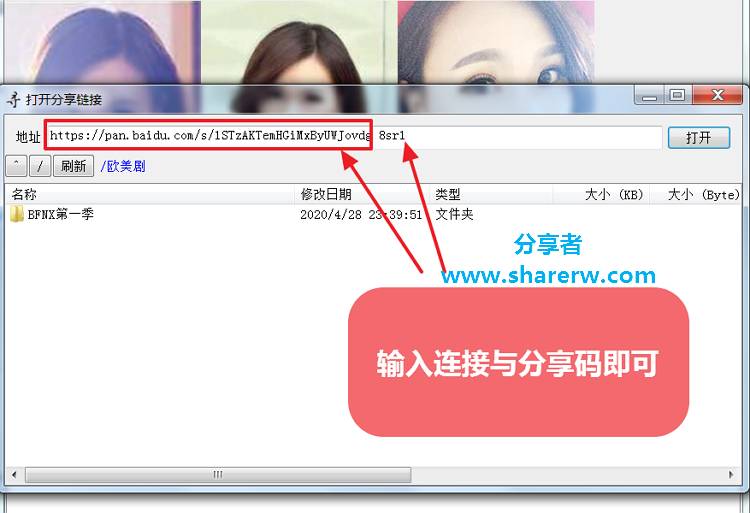 打开分享链接
地址 https://pan.baidu.com/s/1STzAKTemHGiMxByUWJovdg 8sr1 打开
^ / 刷新 /欧美剧
名称 修改日期 类型 大小 (KB) 大小 (Byte)
BFNX第一季 2020/4/28 23:39:51 文件夹
分享者
www.sharerw.com
输入连接与分享码即可